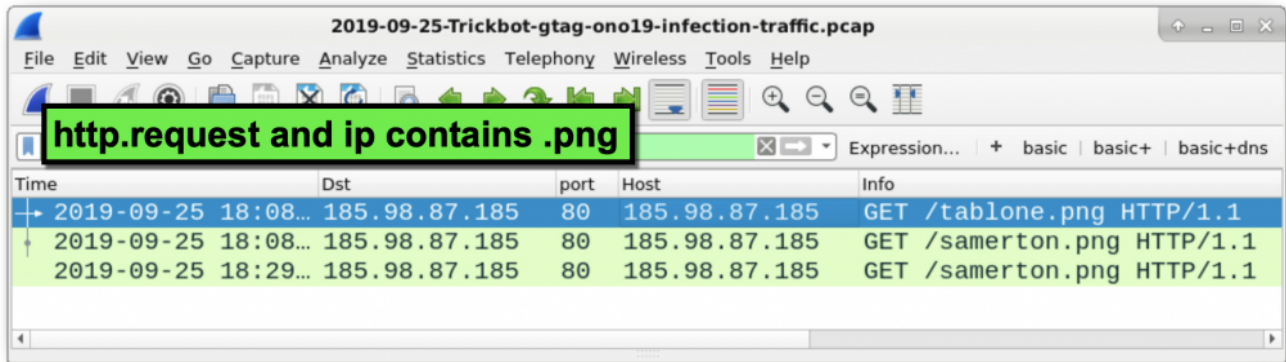 2019-09-25-Trickbot-gtag-ono19-infection-traffic.pcap
File Edit View Go Capture Analyze Statistics Telephony Wireless Tools Help
http.request and ip contains .png
Expression... + basic | basic+ | basic+dns
Time Dst port Host Info
2019-09-25 18:08… 185.98.87.185 80 185.98.87.185 GET /tablone.png HTTP/1.1
2019-09-25 18:08… 185.98.87.185 80 185.98.87.185 GET /samerton.png HTTP/1.1
2019-09-25 18:29… 185.98.87.185 80 185.98.87.185 GET /samerton.png HTTP/1.1